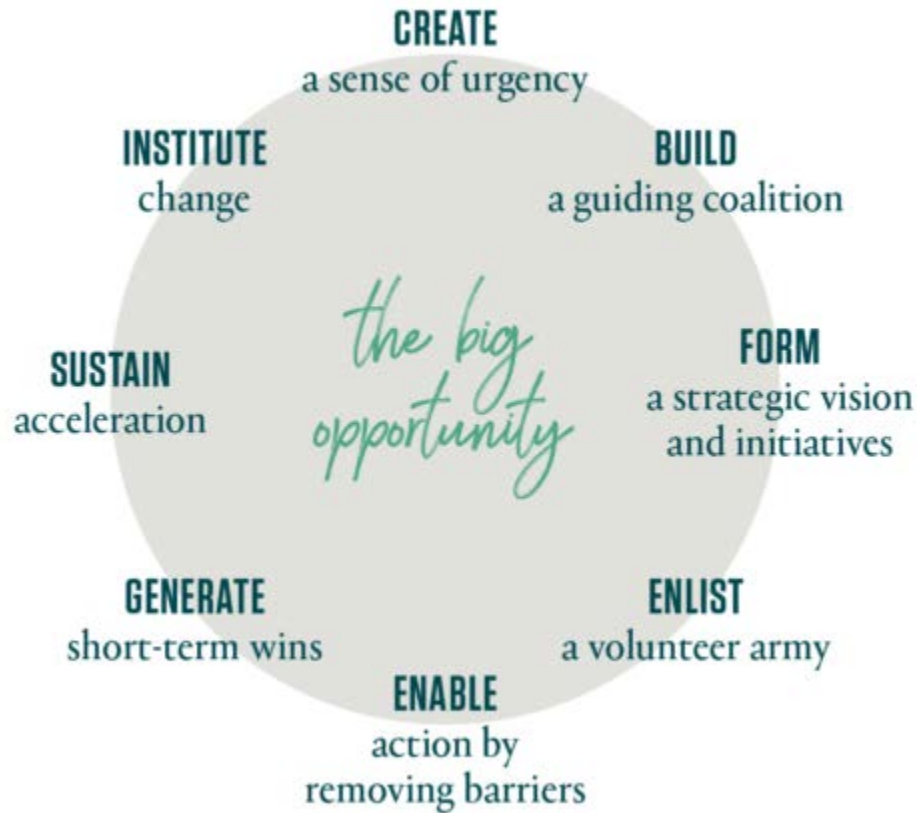 CREATE
a sense of urgency
BUILD
a guiding coalition
FORM
a strategic vision
and initiatives
ENLIST
a volunteer army
ENABLE
action by
removing barriers
GENERATE
short-term wins
SUSTAIN
acceleration
INSTITUTE
change
the big
opportunity